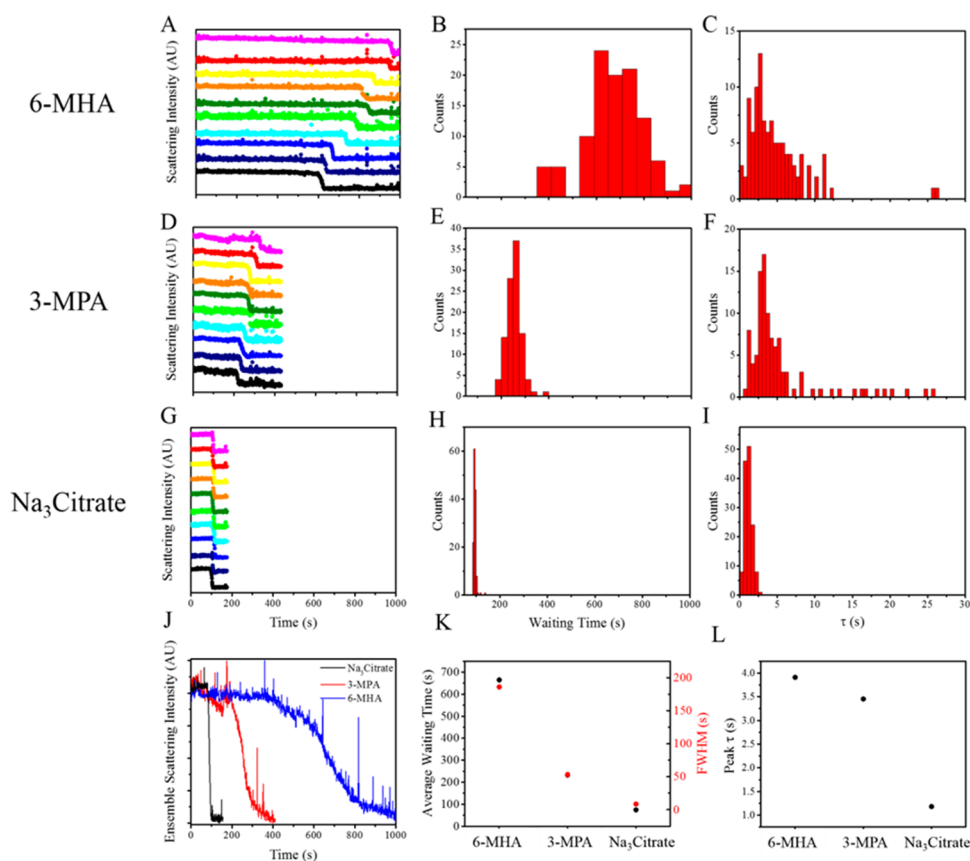 A
B
C
6-MHA
Scattering Intensity (AU)
Counts
25
20
15
10
5
0
Counts
15
10
5
0
D
E
F
3-MPA
Scattering Intensity (AU)
0 200 400 600 800 1000
Counts
40
35
30
25
20
15
10
5
0
Counts
20
15
10
5
0
G
H
I
Na₃Citrate
Scattering Intensity (AU)
0 200 400 600 800 1000
Time (s)
Counts
60
40
20
0
200 400 600 800 1000
Waiting Time (s)
Counts
50
40
30
20
10
0
0 5 10 15 20 25 30
τ (s)
J
K
L
Ensemble Scattering Intensity (AU)
Na₃Citrate
3-MPA
6-MHA
0 200 400 600 800 1000
Time (s)
Average Waiting Time (s)
700
600
500
400
300
200
100
0
200
150
100
50
0
FWHM (s)
6-MHA 3-MPA Na₃Citrate
Peak τ (s)
4.0
3.5
3.0
2.5
2.0
1.5
1.0
6-MHA 3-MPA Na₃Citrate